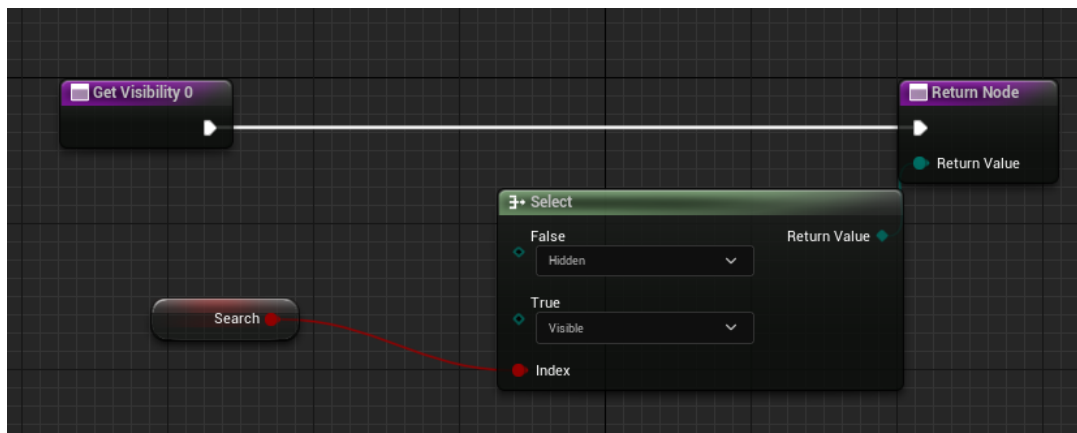 Get Visibility 0
Return Node
Return Value
Select
False
Return Value
Hidden
True
Visible
Search
Index